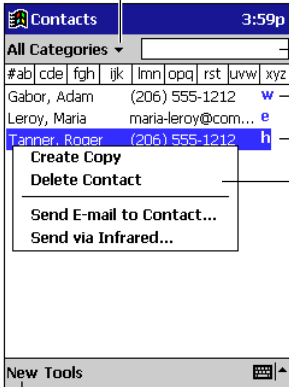 Contacts 3:59p
All Categories
#ab cde fgh ijk lmn opq rst uvw xyz
Gabor, Adam (206) 555-1212 w
Leroy, Maria maria-leroy@com... e
Tanner, Roger (206) 555-1212 h
Create Copy
Delete Contact
Send E-mail to Contact...
Send via Infrared...
New Tools